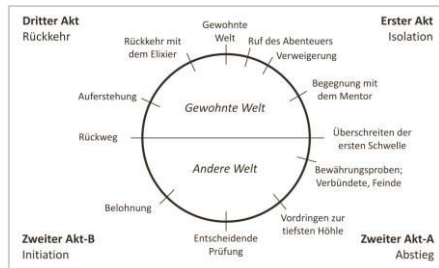 Dritter Akt
Rückkehr
Erster Akt
Isolation
Gewohnte
Welt
Ruf des Abenteuers
Verweigerung
Begegnung mit
dem Mentor
Überschreiten der
ersten Schwelle
Bewährungsproben;
Verbündete, Feinde
Vordringen zur
tiefsten Höhle
Entscheidende
Prüfung
Belohnung
Rückweg
Auferstehung
Rückkehr mit
dem Elixier
Gewohnte Welt
Andere Welt
Zweiter Akt-B
Initiation
Zweiter Akt-A
Abstieg